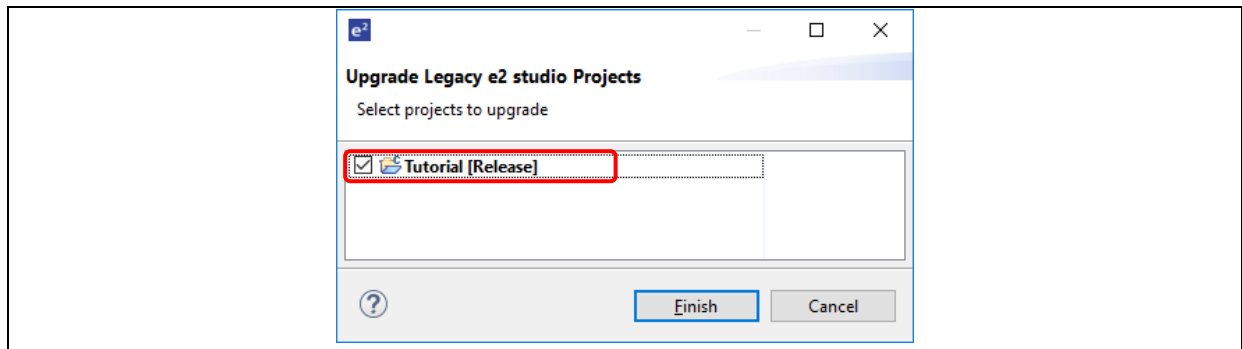 e²
Upgrade Legacy e2 studio Projects
Select projects to upgrade
Tutorial [Release]
?
Finish
Cancel